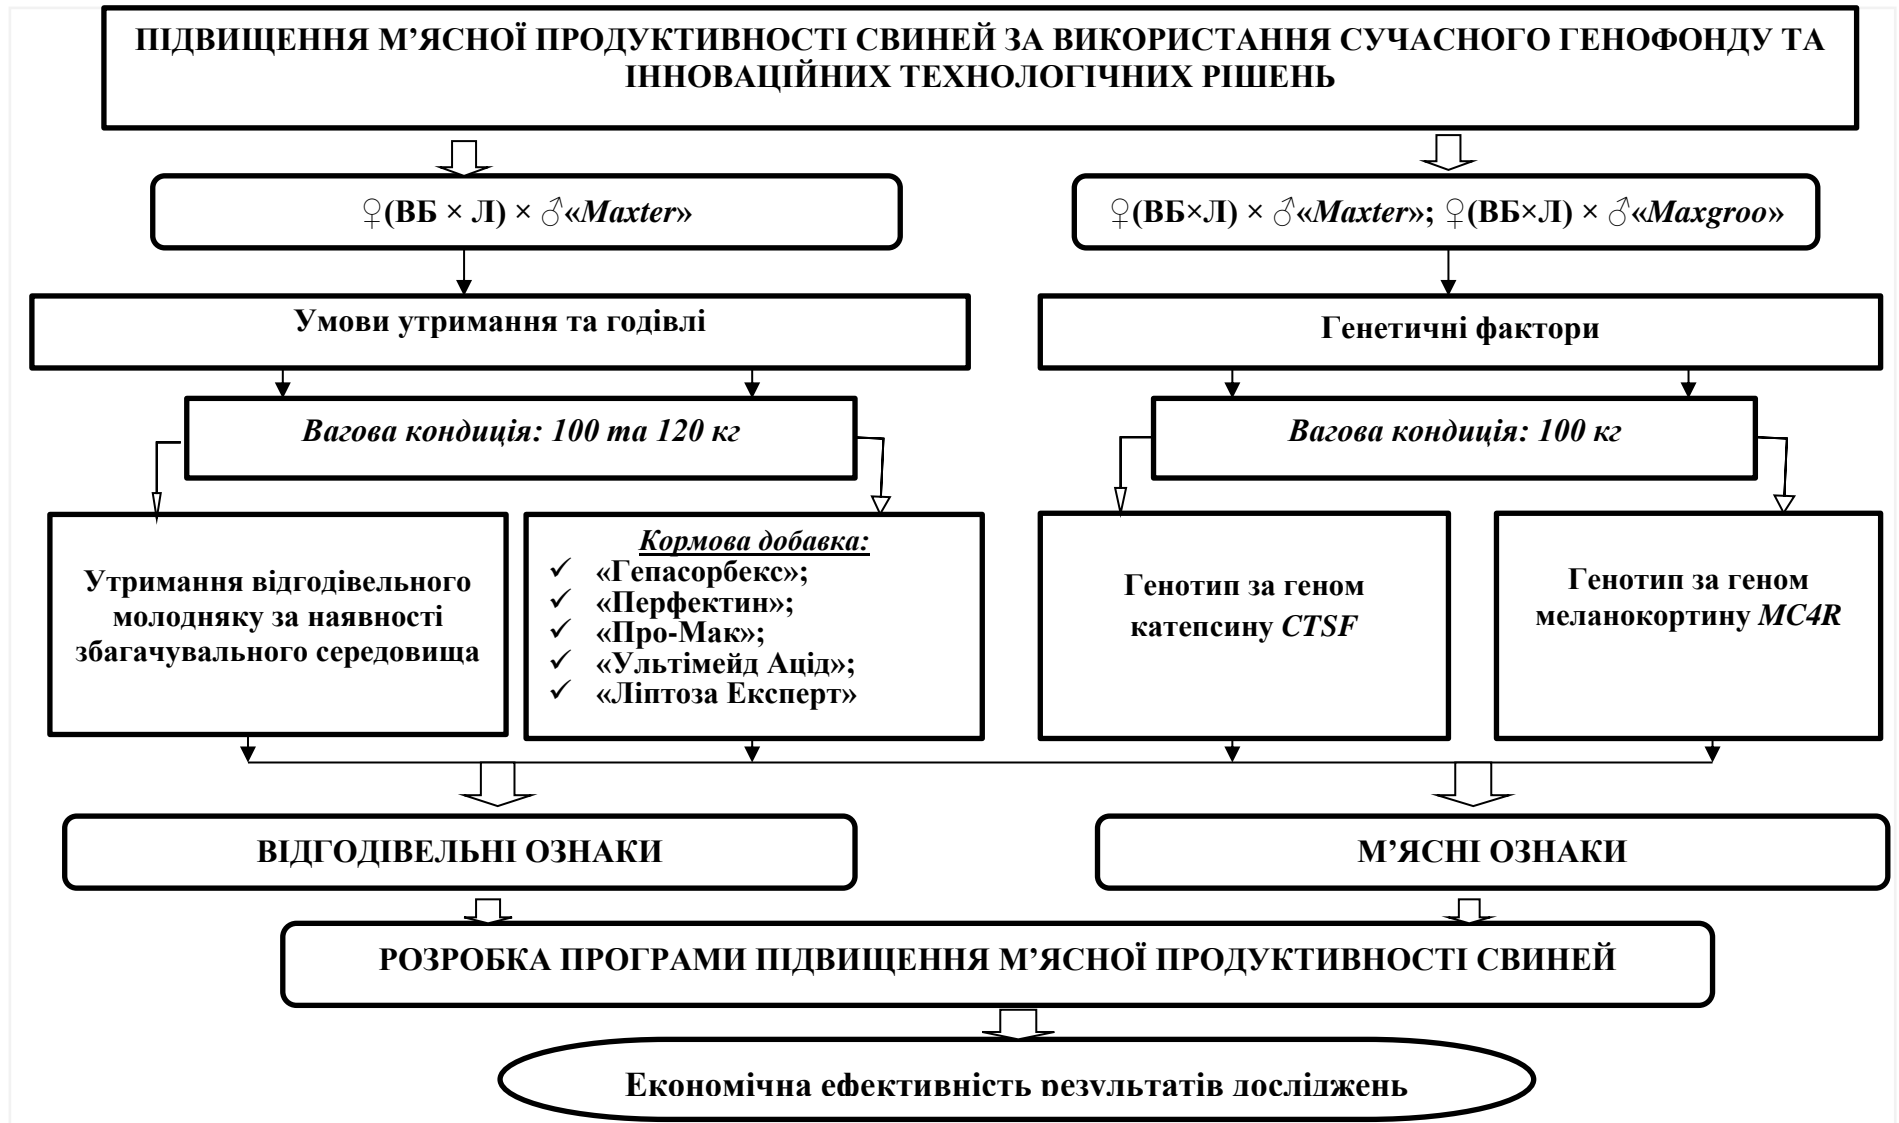 ПІДВИЩЕННЯ М’ЯСНОЇ ПРОДУКТИВНОСТІ СВИНЕЙ ЗА ВИКОРИСТАННЯ СУЧАСНОГО ГЕНОФОНДУ ТА
ІННОВАЦІЙНИХ ТЕХНОЛОГІЧНИХ РІШЕНЬ
♀(ВБ × Л) × ♂«Maxter»
♀(ВБ×Л) × ♂«Maxter»; ♀(ВБ×Л) × ♂«Maxgroo»
Умови утримання та годівлі
Генетичні фактори
Вагова кондиція: 100 та 120 кг
Вагова кондиція: 100 кг
Утримання відгодівельного
молодняку за наявності
збагачувального середовища
Кормова добавка:
✓ «Гепасорбекс»;
✓ «Перфектин»;
✓ «Про-Мак»;
✓ «Ультімейд Ацід»;
✓ «Ліптоза Експерт»
Генотип за геном
катепсину CTSF
Генотип за геном
меланокортину MC4R
ВІДГОДІВЕЛЬНІ ОЗНАКИ
М’ЯСНІ ОЗНАКИ
РОЗРОБКА ПРОГРАМИ ПІДВИЩЕННЯ М’ЯСНОЇ ПРОДУКТИВНОСТІ СВИНЕЙ
Економічна ефективність результатів досліджень